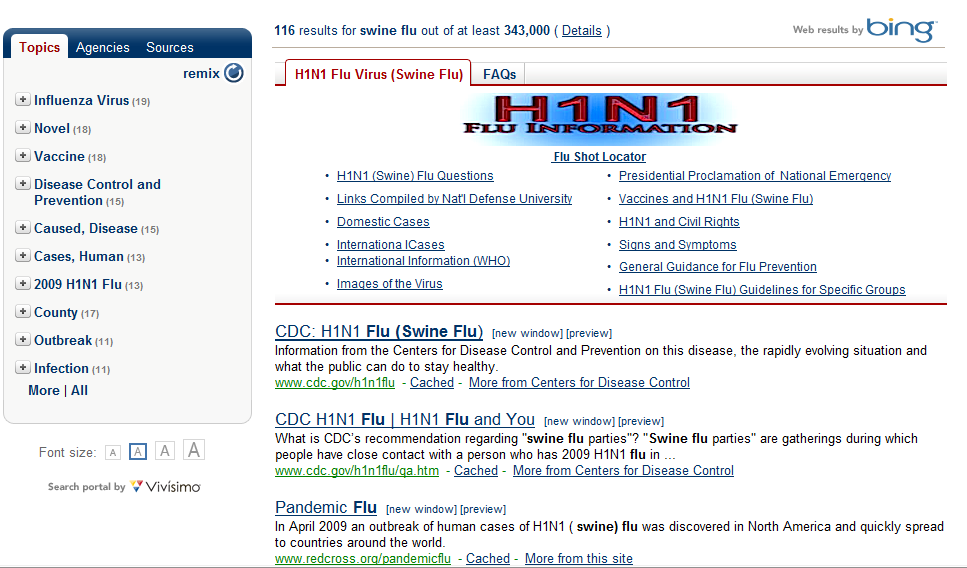 116 results for swine flu out of at least 343,000 ( Details )
Web results by bing
Topics Agencies Sources
remix
Influenza Virus (19)
Novel (18)
Vaccine (18)
Disease Control and
Prevention (15)
Caused, Disease (15)
Cases, Human (13)
2009 H1N1 Flu (13)
County (17)
Outbreak (11)
Infection (11)
More | All
Font size: A A A A
Search portal by Vivísimo
H1N1 Flu Virus (Swine Flu) FAQs
H1N1
Flu Information
Flu Shot Locator
• H1N1 (Swine) Flu Questions
• Links Compiled by Nat'l Defense University
• Domestic Cases
• Internationa lCases
• International Information (WHO)
• Images of the Virus
• Presidential Proclamation of National Emergency
• Vaccines and H1N1 Flu (Swine Flu)
• H1N1 and Civil Rights
• Signs and Symptoms
• General Guidance for Flu Prevention
• H1N1 Flu (Swine Flu) Guidelines for Specific Groups
CDC: H1N1 Flu (Swine Flu) [new window] [preview]
Information from the Centers for Disease Control and Prevention on this disease, the rapidly evolving situation and
what the public can do to stay healthy.
www.cdc.gov/h1n1flu - Cached - More from Centers for Disease Control
CDC H1N1 Flu | H1N1 Flu and You [new window] [preview]
What is CDC's recommendation regarding "swine flu parties"? "Swine flu parties" are gatherings during which
people have close contact with a person who has 2009 H1N1 flu in ...
www.cdc.gov/h1n1flu/qa.htm - Cached - More from Centers for Disease Control
Pandemic Flu [new window] [preview]
In April 2009 an outbreak of human cases of H1N1 ( swine) flu was discovered in North America and quickly spread
to countries around the world.
www.redcross.org/pandemicflu - Cached - More from this site